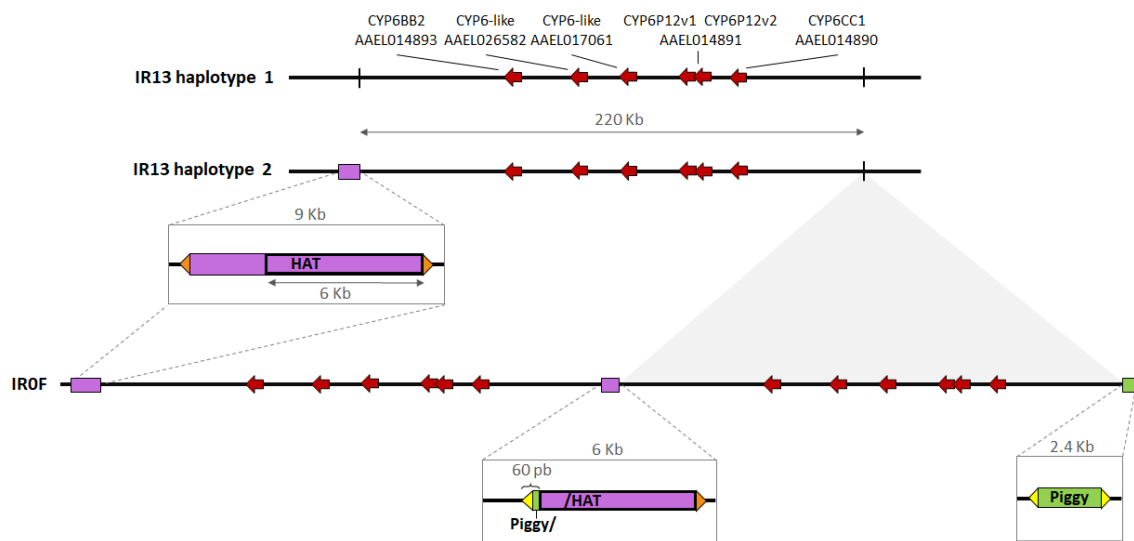 CYP6BB2 CYP6-like CYP6-like CYP6P12v1 CYP6P12v2 CYP6CC1
AAEL014893 AAEL026582 AAEL017061 AAEL014891 AAEL014890
IR13 haplotype 1
220 Kb
IR13 haplotype 2
9 Kb
HAT
6 Kb
IR0F
6 Kb
2.4 Kb
60 pb
/HAT
Piggy
Piggy/